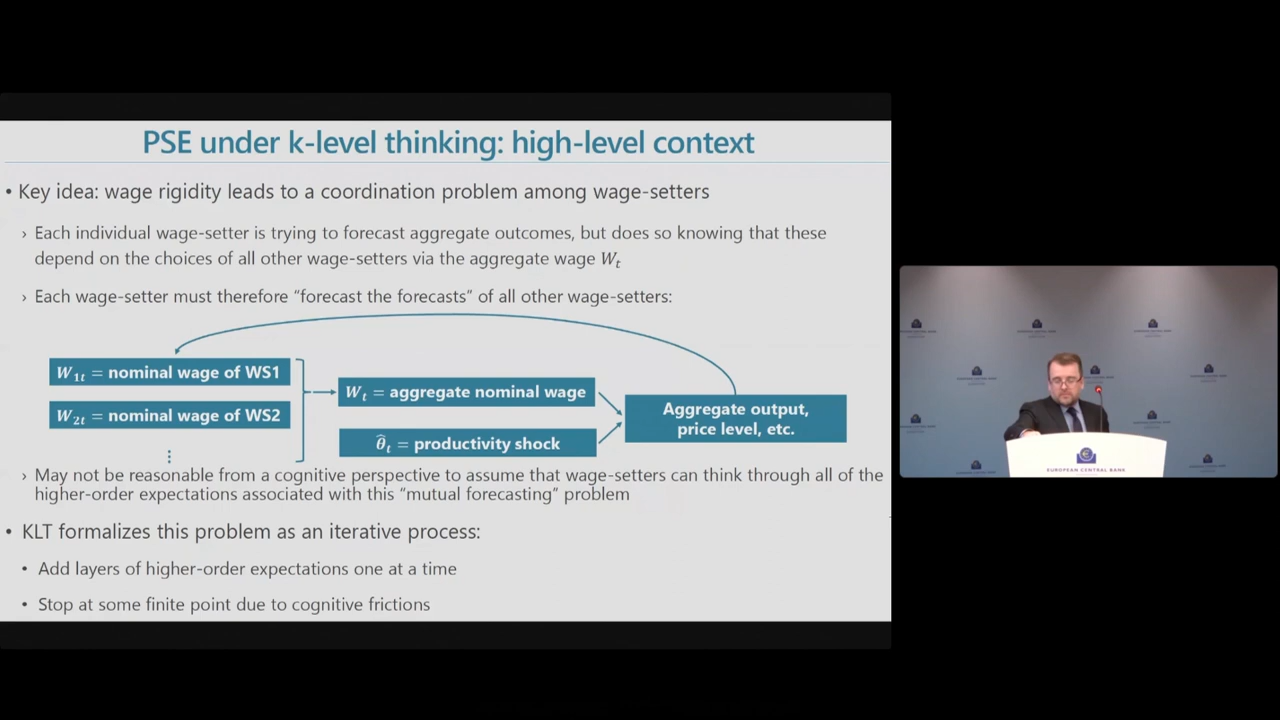 PSE under k-level thinking: high-level context
• Key idea: wage rigidity leads to a coordination problem among wage-setters
› Each individual wage-setter is trying to forecast aggregate outcomes, but does so knowing that these
depend on the choices of all other wage-setters via the aggregate wage Wₜ
› Each wage-setter must therefore “forecast the forecasts” of all other wage-setters:
W₁ₜ = nominal wage of WS1
W₂ₜ = nominal wage of WS2
⋮
Wₜ = aggregate nominal wage
θ̂ₜ = productivity shock
Aggregate output,
price level, etc.
› May not be reasonable from a cognitive perspective to assume that wage-setters can think through all of the
higher-order expectations associated with this “mutual forecasting” problem
• KLT formalizes this problem as an iterative process:
• Add layers of higher-order expectations one at a time
• Stop at some finite point due to cognitive frictions
EUROPEAN CENTRAL BANK